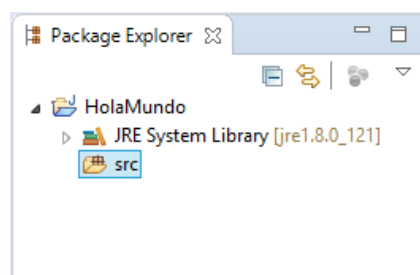 Package Explorer
HolaMundo
JRE System Library [jre1.8.0_121]
src